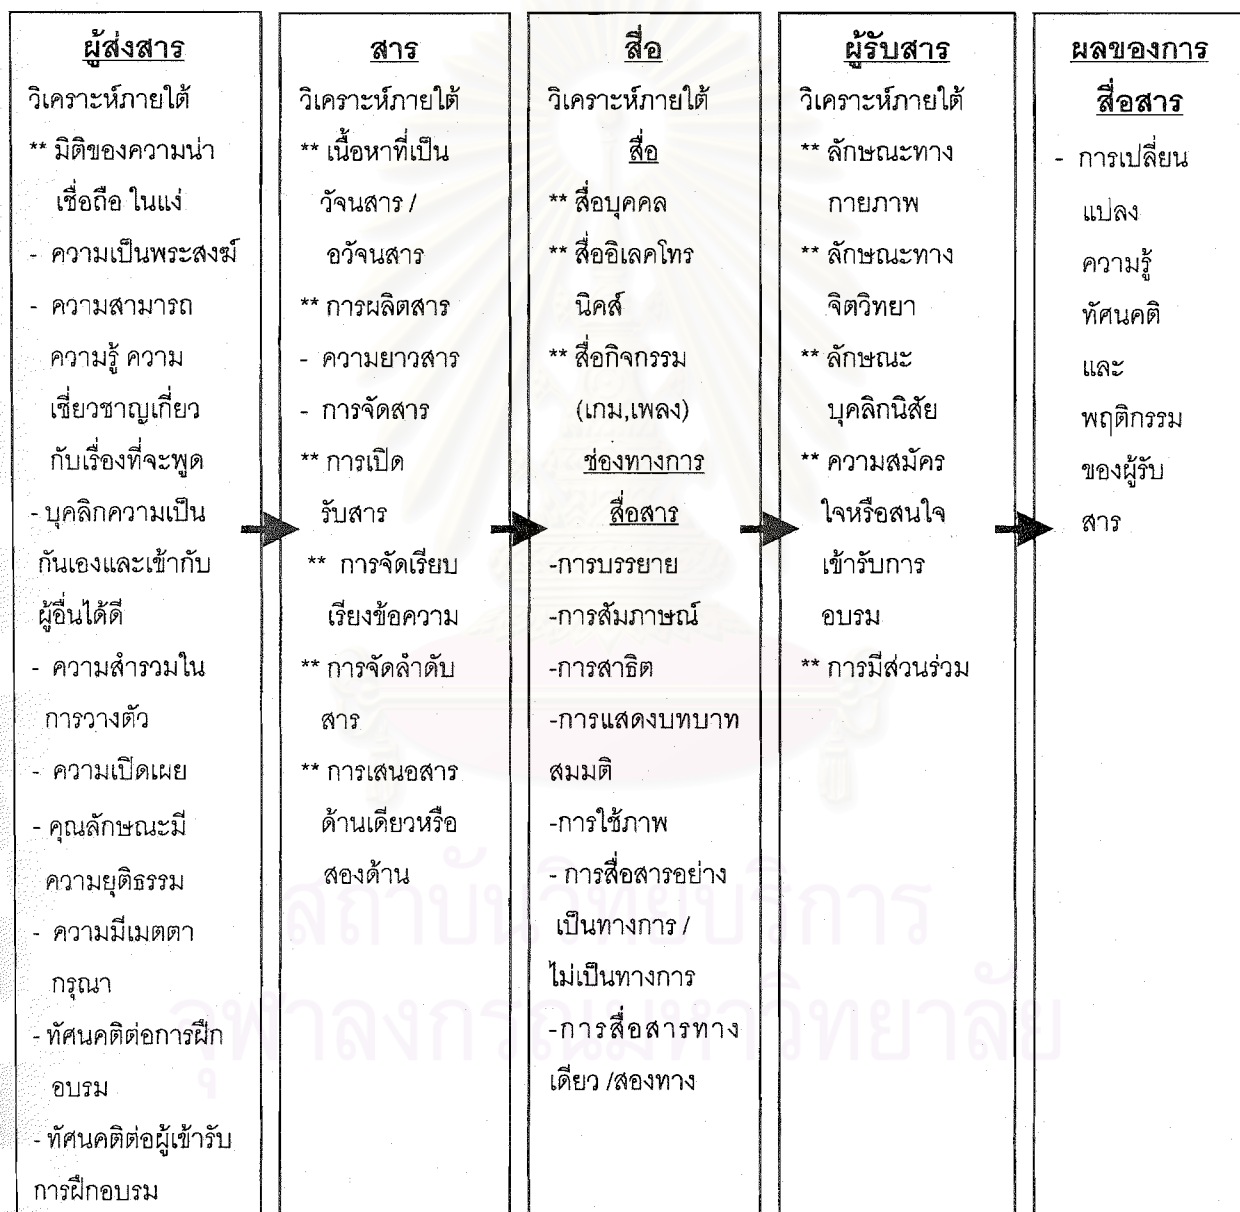 ผู้ส่งสาร
วิเคราะห์ภายใต้
** มิติของความน่า
เชื่อถือ ในแง่
- ความเป็นพระสงฆ์
- ความสามารถ
ความรู้ ความ
เชี่ยวชาญเกี่ยว
กับเรื่องที่จะพูด
- บุคลิกความเป็น
กันเองและเข้ากับ
ผู้อื่นได้ดี
- ความสำรวมใน
การวางตัว
- ความเปิดเผย
- คุณลักษณะมี
ความยุติธรรม
- ความมีเมตตา
กรุณา
- ทัศนคติต่อการฝึก
อบรม
- ทัศนคติต่อผู้เข้ารับ
การฝึกอบรม
สาร
วิเคราะห์ภายใต้
** เนื้อหาที่เป็น
วัจนสาร /
อวัจนสาร
** การผลิตสาร
- ความยาวสาร
- การจัดสาร
** การเปิด
รับสาร
** การจัดเรียบ
เรียงข้อความ
** การจัดลำดับ
สาร
** การเสนอสาร
ด้านเดียวหรือ
สองด้าน
สื่อ
วิเคราะห์ภายใต้
สื่อ
** สื่อบุคคล
** สื่ออิเลคโทร
นิคส์
** สื่อกิจกรรม
(เกม,เพลง)
ช่องทางการ
สื่อสาร
-การบรรยาย
-การสัมภาษณ์
-การสาธิต
-การแสดงบทบาท
สมมติ
-การใช้ภาพ
- การสื่อสารอย่าง
เป็นทางการ /
ไม่เป็นทางการ
-การสื่อสารทาง
เดียว /สองทาง
ผู้รับสาร
วิเคราะห์ภายใต้
** ลักษณะทาง
กายภาพ
** ลักษณะทาง
จิตวิทยา
** ลักษณะ
บุคลิกนิสัย
** ความสมัคร
ใจหรือสนใจ
เข้ารับการ
อบรม
** การมีส่วนร่วม
ผลของการ
สื่อสาร
- การเปลี่ยน
แปลง
ความรู้
ทัศนคติ
และ
พฤติกรรม
ของผู้รับ
สาร
สถาบันวิทยบริการ
จุฬาลงกรณ์มหาวิทยาลัย